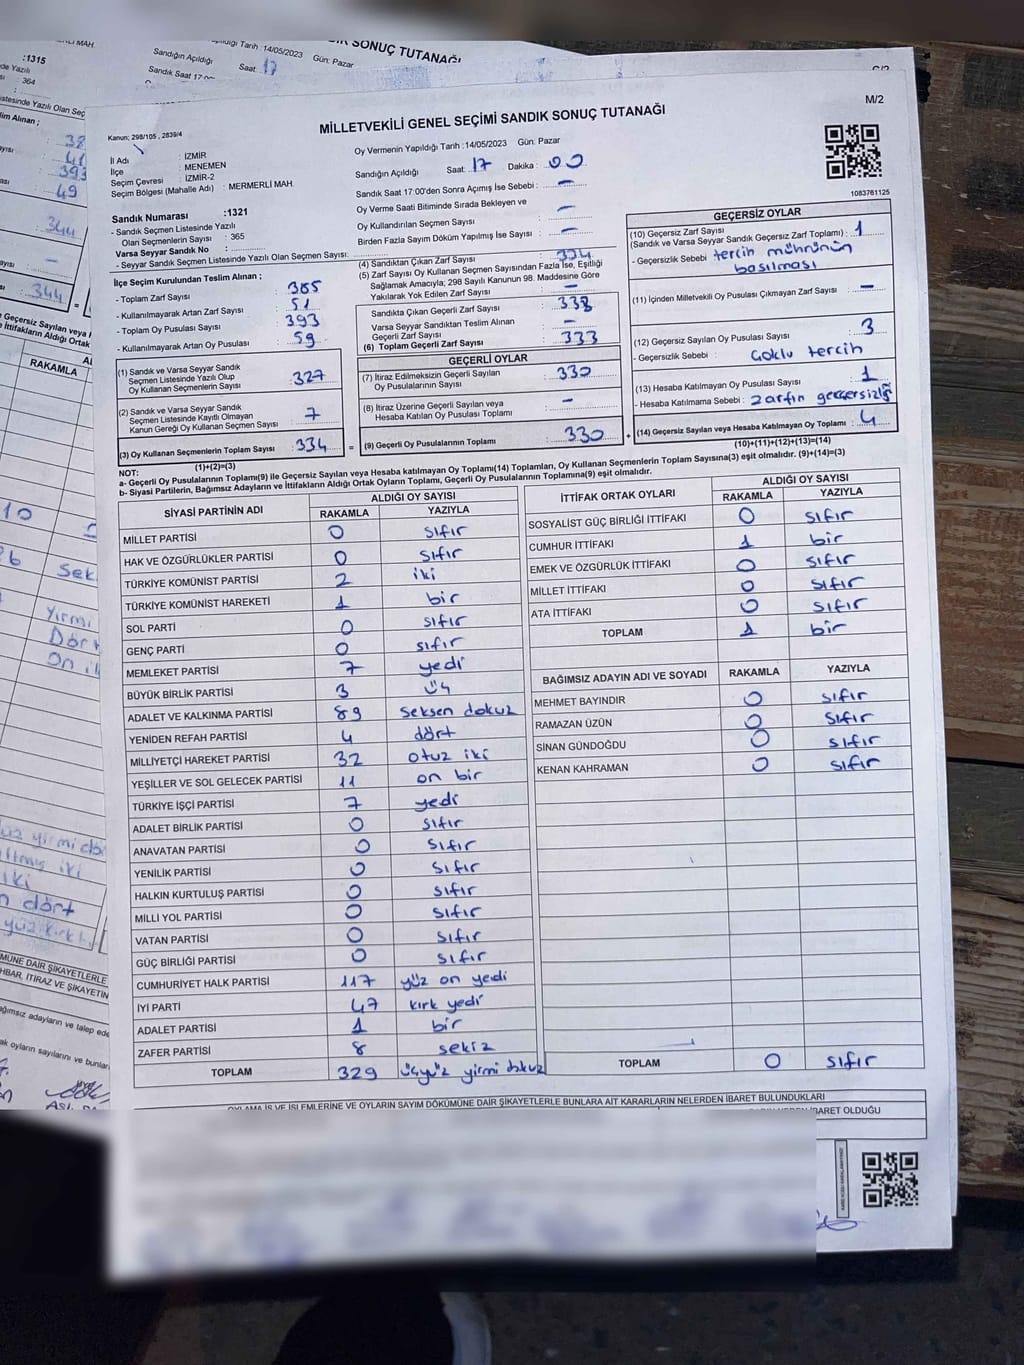 :1315
364
Oy Vermenin Yapıldığı Tarih :14/05/2023 Gün: Pazar
SONUÇ TUTANAĞI
Sandığın Açıldığı Saat: 17
Sandık Saat 17:00
M/2
MİLLETVEKİLİ GENEL SEÇİMİ SANDIK SONUÇ TUTANAĞI
Kanun; 298/105 , 2839/4
İl Adı : İZMİR
İlçe : MENEMEN
Seçim Çevresi : İZMİR-2
Seçim Bölgesi (Mahalle Adı) : MERMERLİ MAH.
Sandık Numarası :1321
- Sandık Seçmen Listesinde Yazılı
Olan Seçmenlerin Sayısı : 365
Varsa Seyyar Sandık No :
- Seyyar Sandık Seçmen Listesinde Yazılı Olan Seçmen Sayısı:
Oy Vermenin Yapıldığı Tarih :14/05/2023 Gün: Pazar
Sandığın Açıldığı Saat: 17 Dakika : 00
Sandık Saat 17:00'den Sonra Açımış İse Sebebi : -
Oy Verme Saati Bitiminde Sırada Bekleyen ve
Oy Kullandırılan Seçmen Sayısı : -
Birden Fazla Sayım Döküm Yapılmış İse Sayısı : -
1083761125
İlçe Seçim Kurulundan Teslim Alınan ;
- Toplam Zarf Sayısı : 385
- Kullanılmayarak Artan Zarf Sayısı : 51
- Toplam Oy Pusulası Sayısı : 393
- Kullanılmayarak Artan Oy Pusulası : 59
(1) Sandık ve Varsa Seyyar Sandık
Seçmen Listesinde Yazılı Olup
Oy Kullanan Seçmenlerin Sayısı : 327
(2) Sandık ve Varsa Seyyar Sandık
Seçmen Listesinde Kayıtlı Olmayan
Kanun Gereği Oy Kullanan Seçmen Sayısı : 7
(3) Oy Kullanan Seçmenlerin Toplam Sayısı : 334 =
(1)+(2)=(3)
(4) Sandıktan Çıkan Zarf Sayısı : 334
(5) Zarf Sayısı Oy Kullanan Seçmen Sayısından Fazla İse, Eşitliği
Sağlamak Amacıyla; 298 Sayılı Kanunun 98. Maddesine Göre
Yakılarak Yok Edilen Zarf Sayısı : -
Sandıkta Çıkan Geçerli Zarf Sayısı : 333
Varsa Seyyar Sandıktan Teslim Alınan
Geçerli Zarf Sayısı : -
(6) Toplam Geçerli Zarf Sayısı : 333
GEÇERLİ OYLAR
(7) İtiraz Edilmeksizin Geçerli Sayılan
Oy Pusulalarının Sayısı : 330
(8) İtiraz Üzerine Geçerli Sayılan veya
Hesaba Katılan Oy Pusulası Toplamı : -
(9) Geçerli Oy Pusulalarının Toplamı : 330 +
GEÇERSİZ OYLAR
(10) Geçersiz Zarf Sayısı
(Sandık ve Varsa Seyyar Sandık Geçersiz Zarf Toplamı) : 1
- Geçersizlik Sebebi : tercih mührünün
basılması
(11) İçinden Milletvekili Oy Pusulası Çıkmayan Zarf Sayısı : -
(12) Geçersiz Sayılan Oy Pusulası Sayısı : 3
- Geçersizlik Sebebi : Çoklu tercih
(13) Hesaba Katılmayan Oy Pusulası Sayısı : 1
- Hesaba Katılmama Sebebi : zarfın geçersizliği
(14) Geçersiz Sayılan veya Hesaba Katılmayan Oy Toplamı : 4
(10)+(11)+(12)+(13)=(14)
NOT:
a- Geçerli Oy Pusulalarının Toplamı(9) ile Geçersiz Sayılan veya Hesaba katılmayan Oy Toplamı(14) Toplamları, Oy Kullanan Seçmenlerin Toplam Sayısına(3) eşit olmalıdır. (9)+(14)=(3)
b- Siyasi Partilerin, Bağımsız Adayların ve İttifakların Aldığı Ortak Oyların Toplamı, Geçerli Oy Pusulalarının Toplamına(9) eşit olmalıdır.
SİYASİ PARTİNİN ADI ALDIĞI OY SAYISI
RAKAMLA YAZIYLA
MİLLET PARTİSİ 0 sıfır
HAK VE ÖZGÜRLÜKLER PARTİSİ 0 sıfır
TÜRKİYE KOMÜNİST PARTİSİ 2 iki
TÜRKİYE KOMÜNİST HAREKETİ 1 bir
SOL PARTİ 0 sıfır
GENÇ PARTİ 0 sıfır
MEMLEKET PARTİSİ 7 yedi
BÜYÜK BİRLİK PARTİSİ 3 üç
ADALET VE KALKINMA PARTİSİ 89 seksen dokuz
YENİDEN REFAH PARTİSİ 4 dört
MİLLİYETÇİ HAREKET PARTİSİ 32 otuz iki
YEŞİLLER VE SOL GELECEK PARTİSİ 11 on bir
TÜRKİYE İŞÇİ PARTİSİ 7 yedi
ADALET BİRLİK PARTİSİ 0 sıfır
ANAVATAN PARTİSİ 0 sıfır
YENİLİK PARTİSİ 0 sıfır
HALKIN KURTULUŞ PARTİSİ 0 sıfır
MİLLİ YOL PARTİSİ 0 sıfır
VATAN PARTİSİ 0 sıfır
GÜÇ BİRLİĞİ PARTİSİ 0 sıfır
CUMHURİYET HALK PARTİSİ 117 yüz on yedi
İYİ PARTİ 47 kırk yedi
ADALET PARTİSİ 1 bir
ZAFER PARTİSİ 8 sekiz
TOPLAM 329 üçyüz yirmi dokuz
İTTİFAK ORTAK OYLARI ALDIĞI OY SAYISI
RAKAMLA YAZIYLA
SOSYALİST GÜÇ BİRLİĞİ İTTİFAKI 0 sıfır
CUMHUR İTTİFAKI 1 bir
EMEK VE ÖZGÜRLÜK İTTİFAKI 0 sıfır
MİLLET İTTİFAKI 0 sıfır
ATA İTTİFAKI 0 sıfır
TOPLAM 1 bir
BAĞIMSIZ ADAYIN ADI VE SOYADI RAKAMLA YAZIYLA
MEHMET BAYINDIR 0 sıfır
RAMAZAN ÜZÜN 0 sıfır
SİNAN GÜNDOĞDU 0 sıfır
KENAN KAHRAMAN 0 sıfır
TOPLAM 0 sıfır
OYLAMA İŞ VE İŞLEMLERİNE VE OYLARIN SAYIM DÖKÜMÜNE DAİR ŞİKAYETLERLE BUNLARA AİT KARARLARIN NELERDEN İBARET BULUNDUKLARI
İBARET OLDUĞU